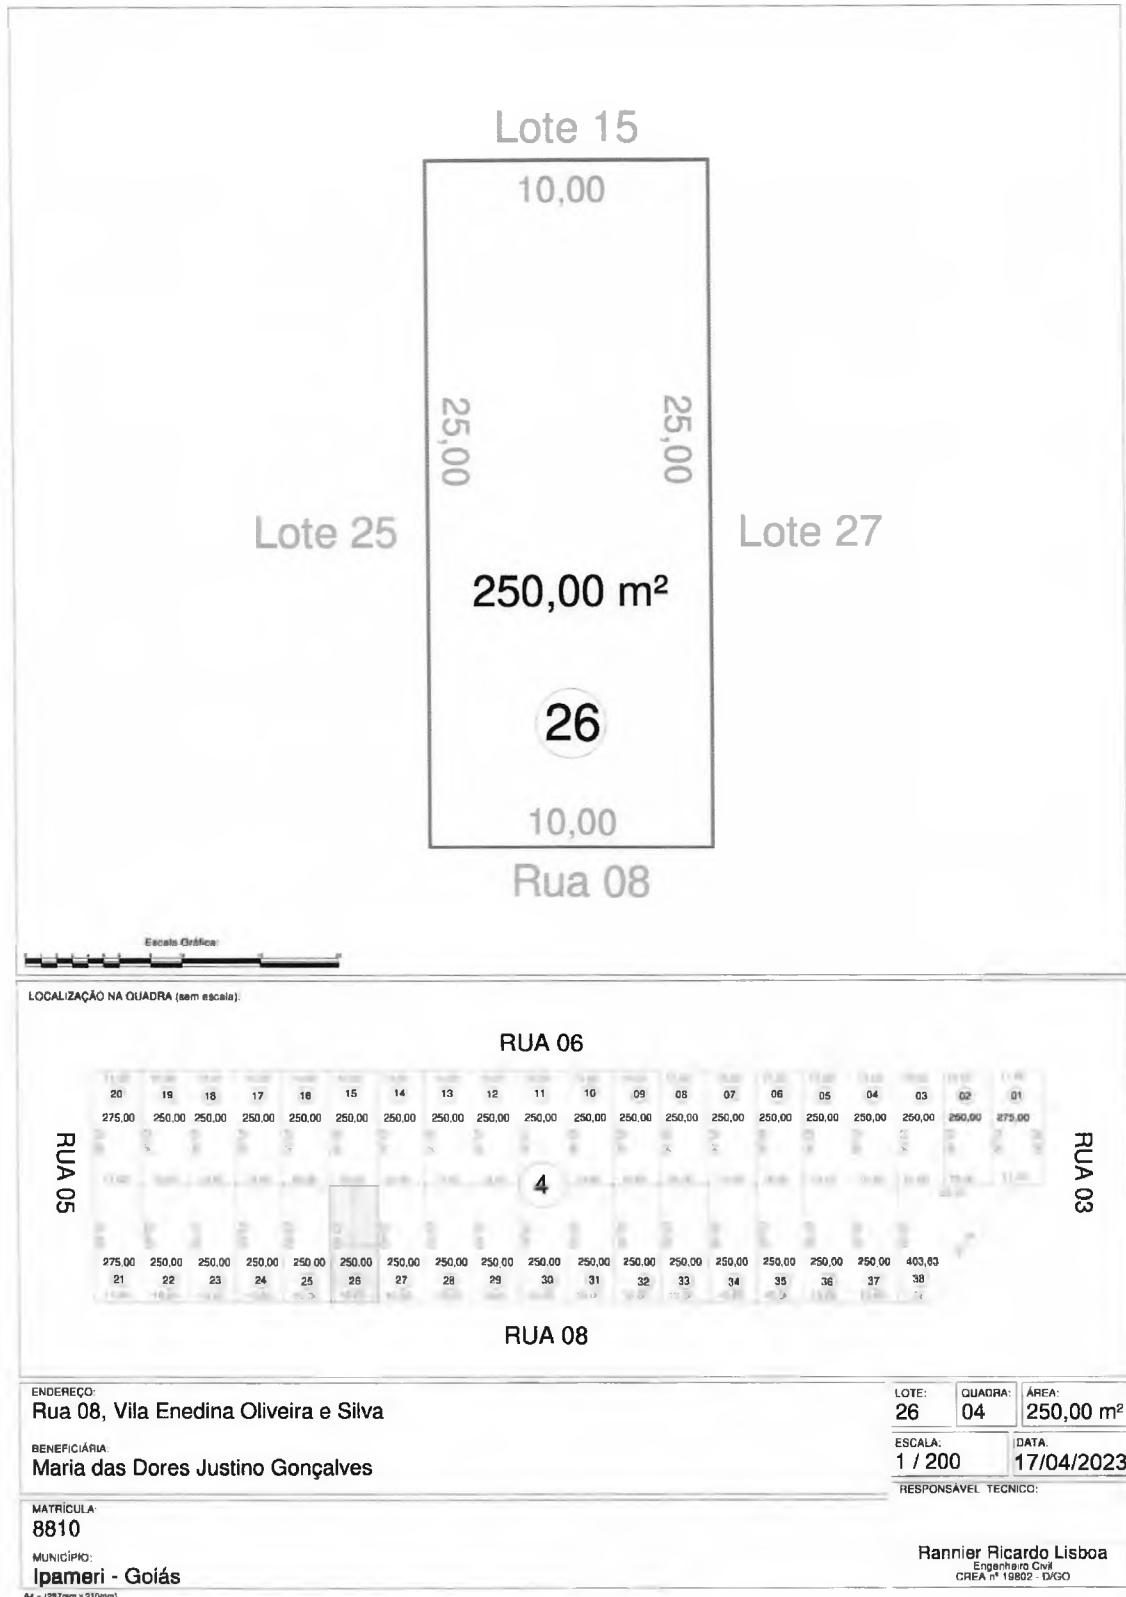 Lote 15
10,00
25,00
25,00
Lote 25
Lote 27
250,00 m²
26
10,00
Rua 08
Escala Gráfica:
LOCALIZAÇÃO NA QUADRA (sem escala):
RUA 06
20 19 18 17 16 15 14 13 12 11 10 09 08 07 06 05 04 03 02 01
275,00 250,00 250,00 250,00 250,00 250,00 250,00 250,00 250,00 250,00 250,00 250,00 250,00 250,00 250,00 250,00 250,00 250,00 250,00 275,00
RUA 05
RUA 03
4
275,00 250,00 250,00 250,00 250,00 250,00 250,00 250,00 250,00 250,00 250,00 250,00 250,00 250,00 250,00 250,00 250,00 403,63
21 22 23 24 25 26 27 28 29 30 31 32 33 34 35 36 37 38
RUA 08
ENDEREÇO:
Rua 08, Vila Enedina Oliveira e Silva
LOTE: QUADRA: ÁREA:
26 04 250,00 m²
BENEFICIÁRIA:
Maria das Dores Justino Gonçalves
ESCALA: DATA:
1 / 200 17/04/2023
RESPONSÁVEL TECNICO:
MATRÍCULA:
8810
MUNICÍPIO:
Ipameri - Goiás
Rannier Ricardo Lisboa
Engenheiro Civil
CREA nº 19802 - D/GO
A4 - (297mm x 210mm)